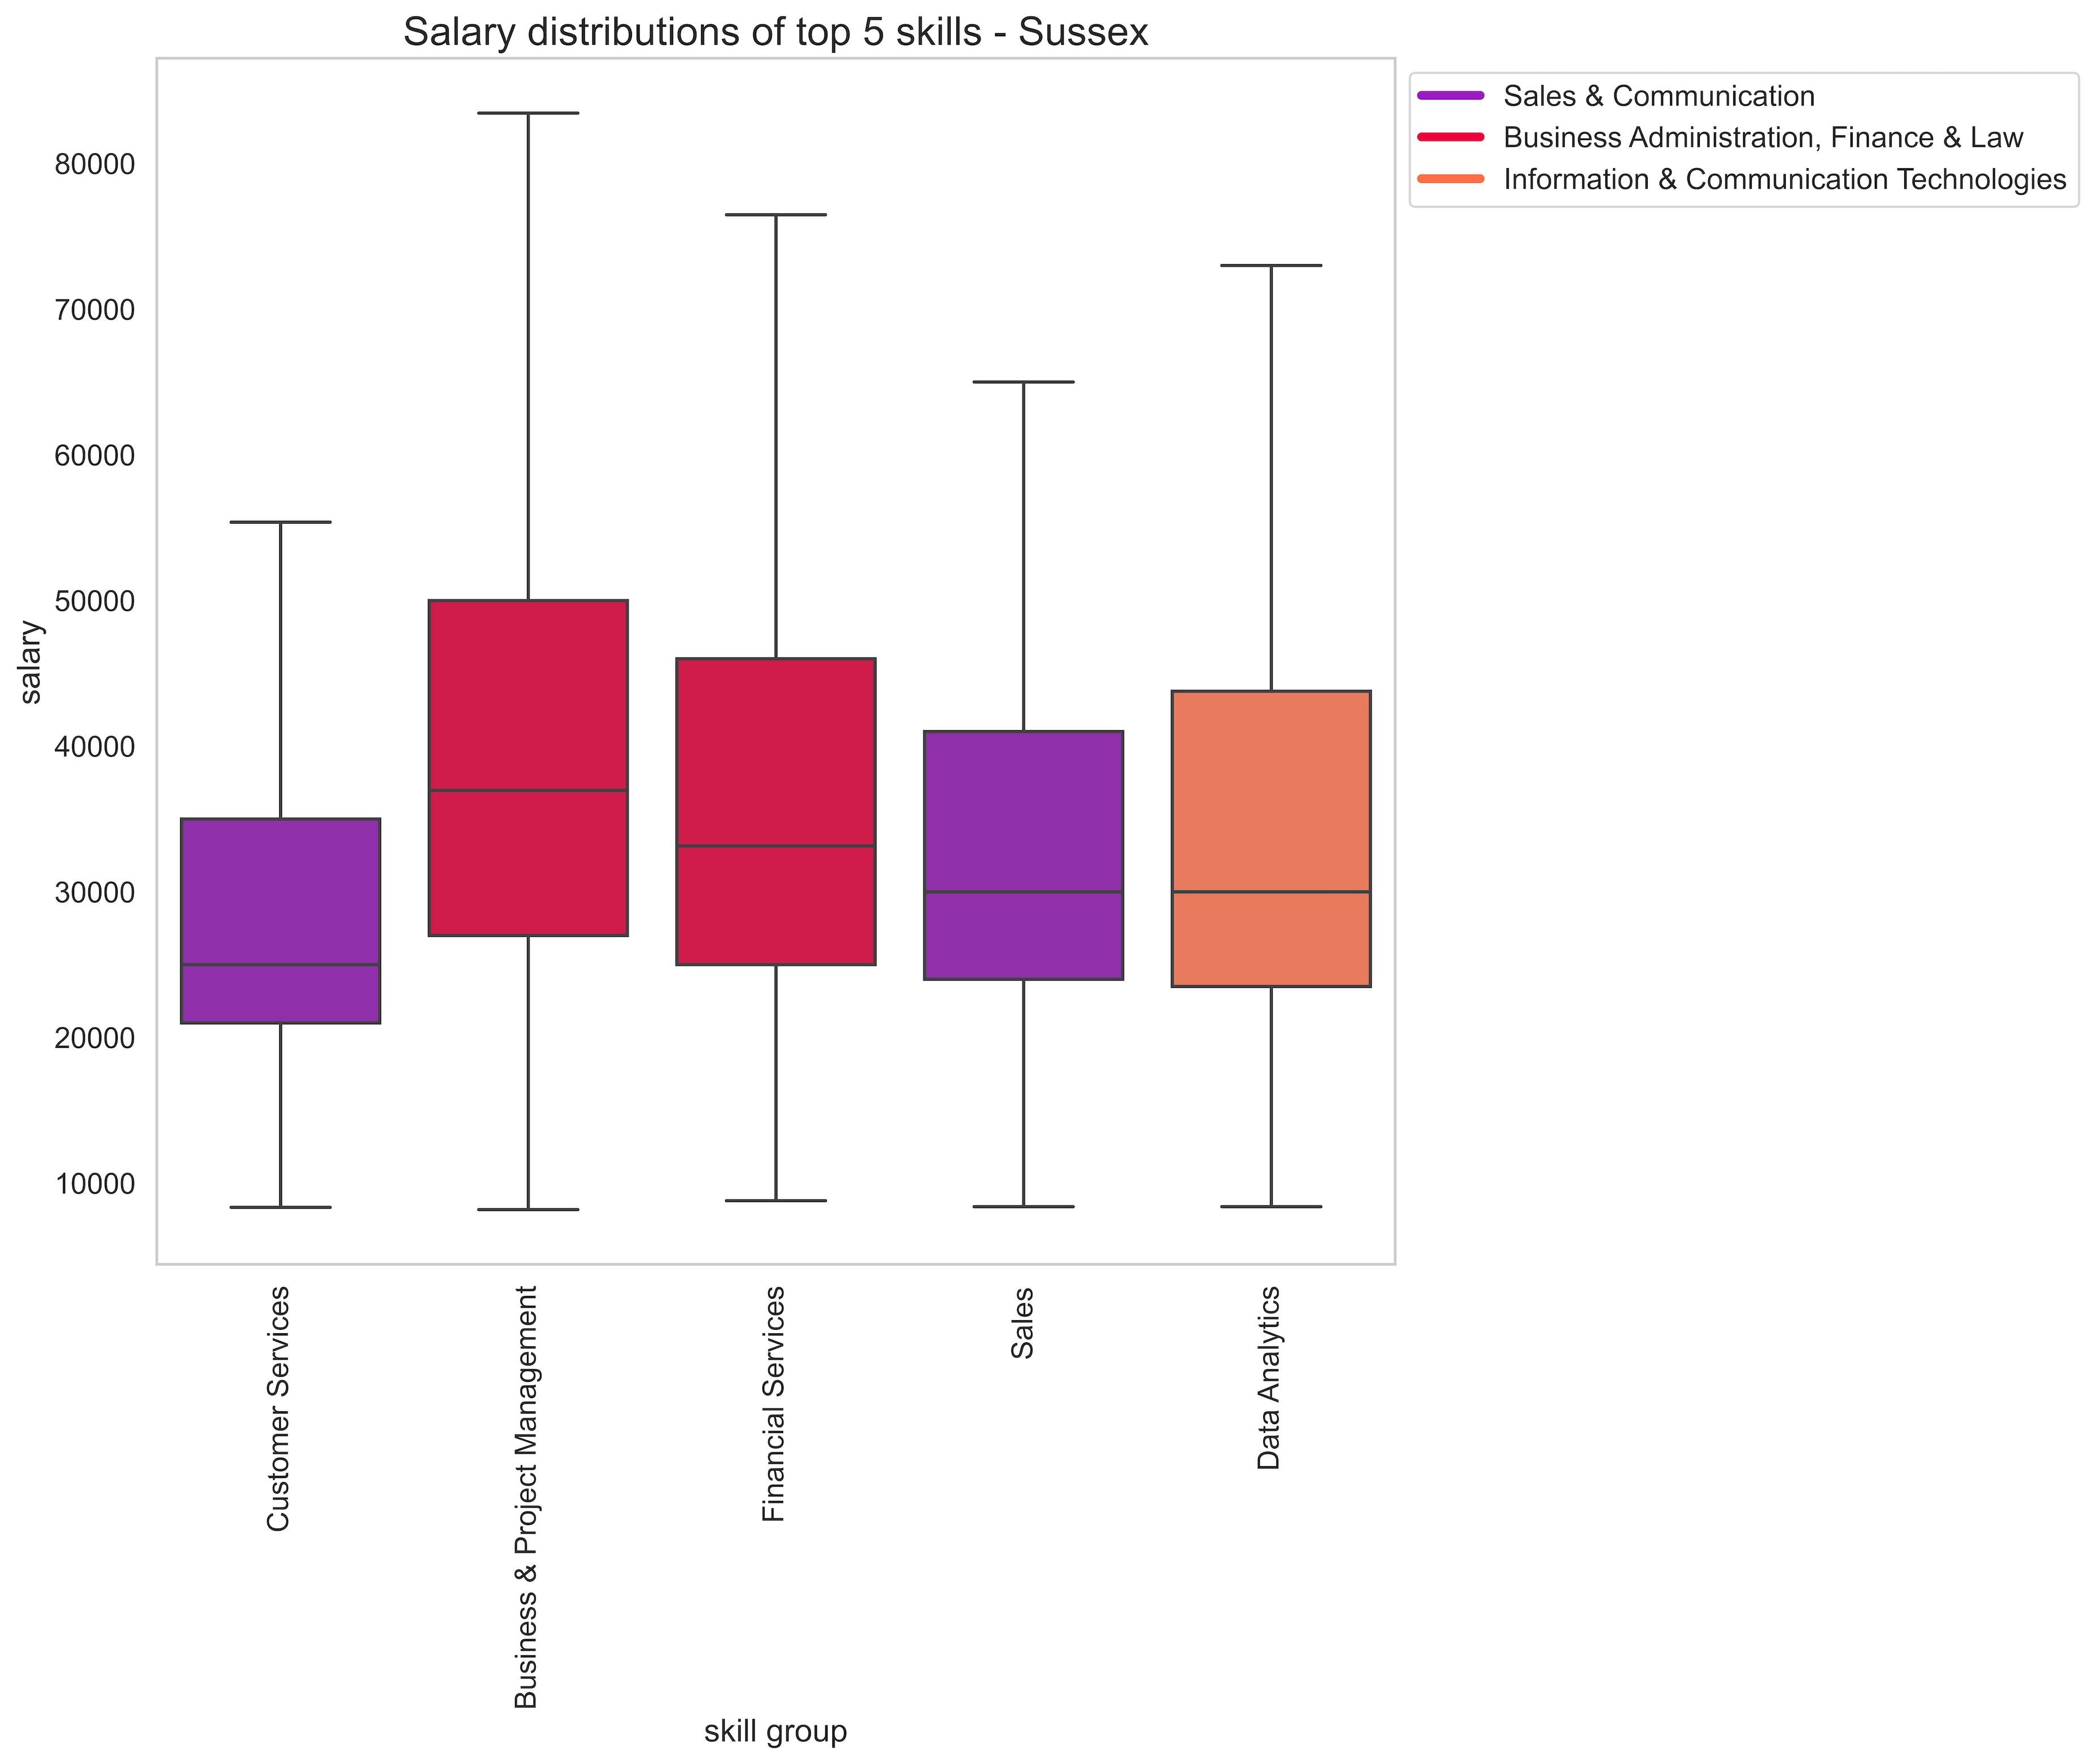 Salary distributions of top 5 skills - Sussex
Sales & Communication
Business Administration, Finance & Law
Information & Communication Technologies
80000
70000
60000
50000
40000
30000
20000
10000
salary
Customer Services
Business & Project Management
Financial Services
Sales
Data Analytics
skill group